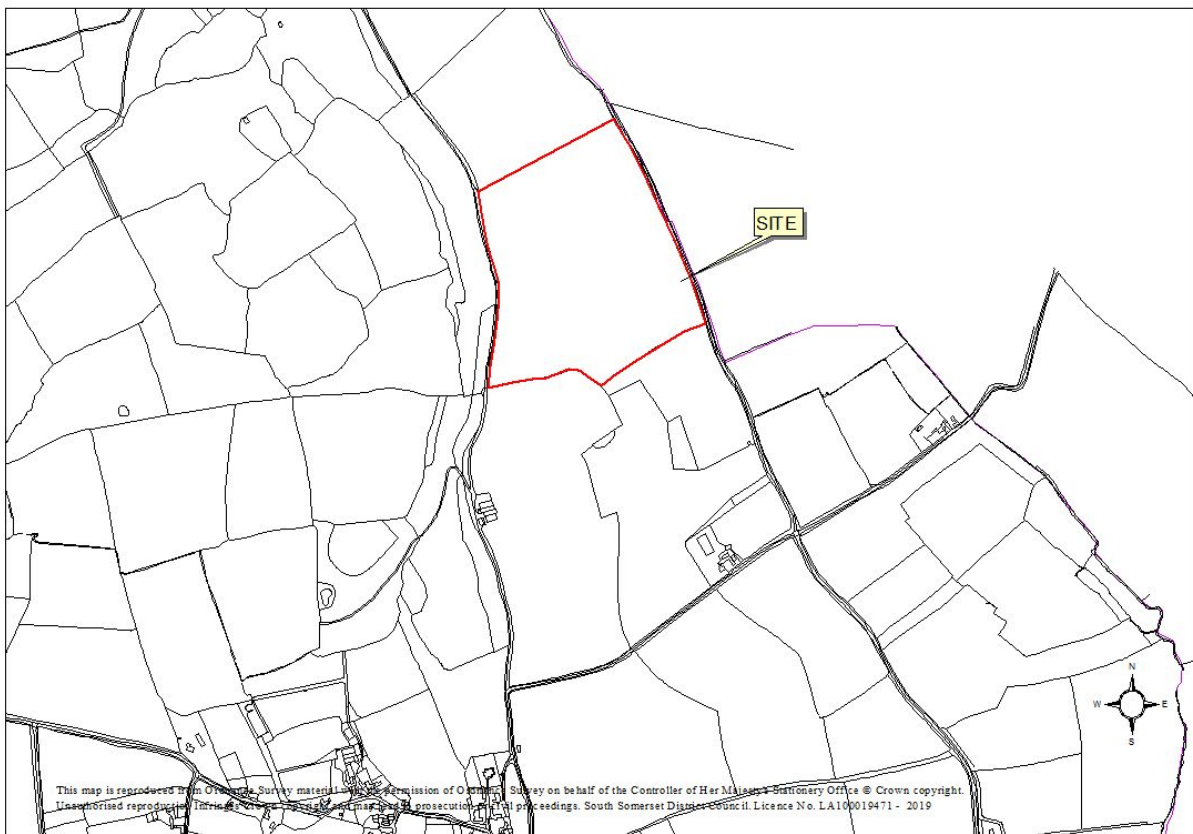 SITE
N
W E
S
This map is reproduced from Ordnance Survey material with the permission of Ordnance Survey on behalf of the Controller of Her Majesty's Stationery Office © Crown copyright.
Unauthorised reproduction infringes Crown copyright and may lead to prosecution or civil proceedings. South Somerset District Council. Licence No. LA100019471 - 2019